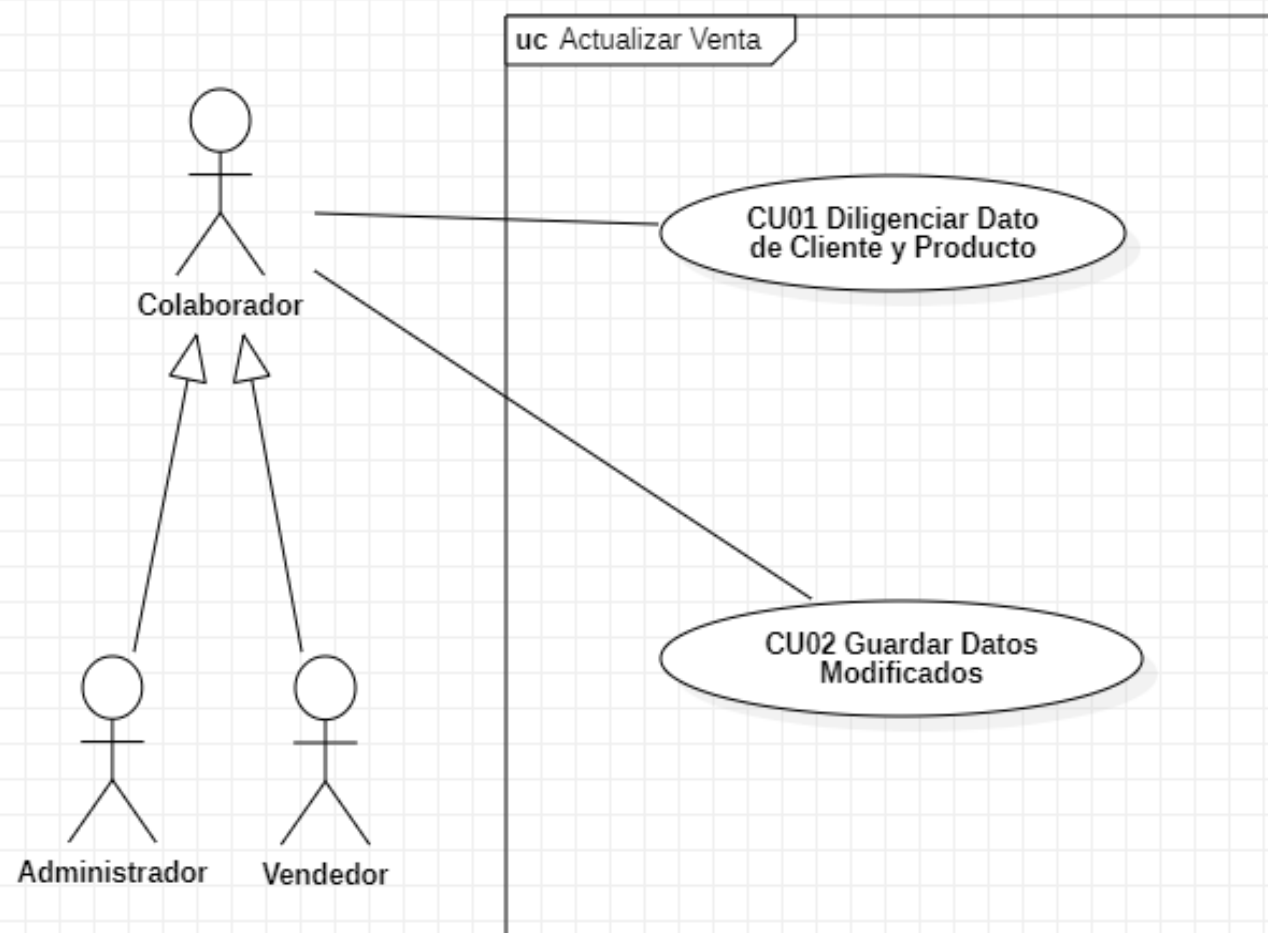 uc Actualizar Venta
CU01 Diligenciar Dato
de Cliente y Producto
Colaborador
CU02 Guardar Datos
Modificados
Administrador
Vendedor